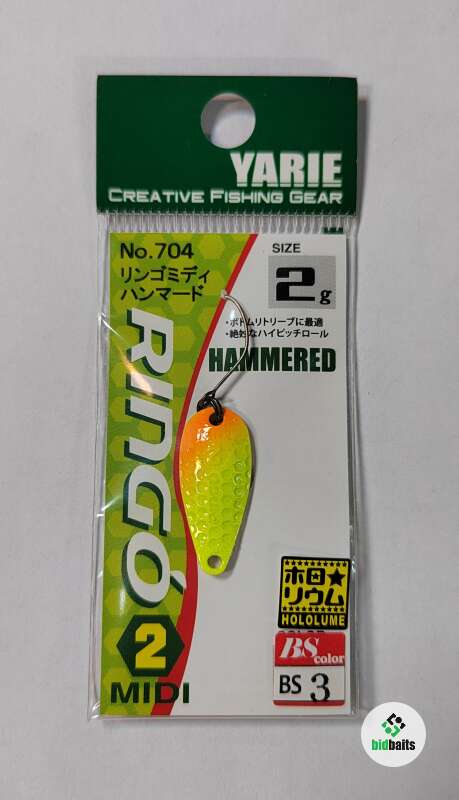 YARIE
CREATIVE FISHING GEAR
No.704
リンゴミディ
ハンマード
SIZE
2g
・ボトムリトリーブに最適
・絶妙なハイピッチロール
HAMMERED
RINGO
2
MIDI
ホロ★
リウム
HOLOLUME
BS color
BS 3
bidbaits